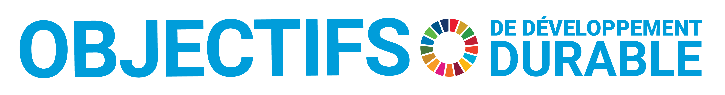 OBJECTIFS
DE DÉVELOPPEMENT
DURABLE